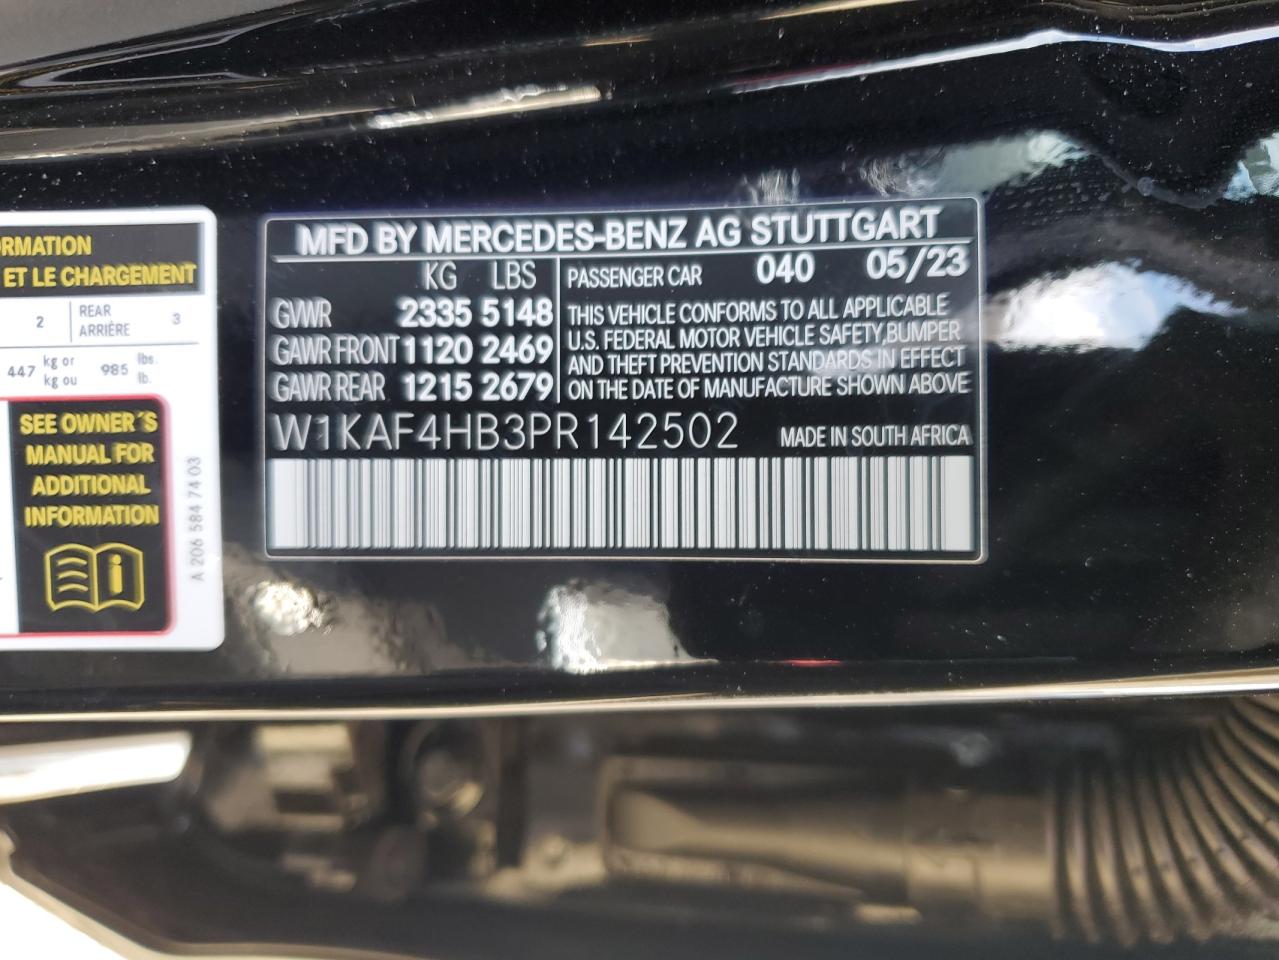 ORMATION
ET LE CHARGEMENT
2 REAR ARRIÈRE 3
447 kg or kg ou 985 lbs. lb.
SEE OWNER´S
MANUAL FOR
ADDITIONAL
INFORMATION
A 206 584 74 03
MFD BY MERCEDES-BENZ AG STUTTGART
KG LBS
GWR 2335 5148
GAWR FRONT 1120 2469
GAWR REAR 1215 2679
PASSENGER CAR 040 05/23
THIS VEHICLE CONFORMS TO ALL APPLICABLE
U.S. FEDERAL MOTOR VEHICLE SAFETY, BUMPER
AND THEFT PREVENTION STANDARDS IN EFFECT
ON THE DATE OF MANUFACTURE SHOWN ABOVE
W1KAF4HB3PR142502 MADE IN SOUTH AFRICA